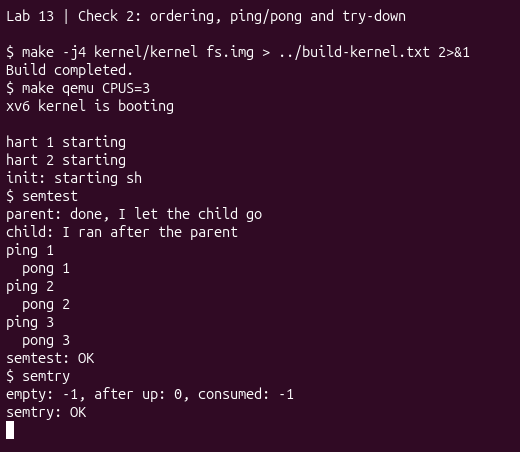 Lab 13 | Check 2: ordering, ping/pong and try-down
$ make -j4 kernel/kernel fs.img > ../build-kernel.txt 2>&1
Build completed.
$ make qemu CPUS=3
xv6 kernel is booting
hart 1 starting
hart 2 starting
init: starting sh
$ semtest
parent: done, I let the child go
child: I ran after the parent
ping 1
  pong 1
ping 2
  pong 2
ping 3
  pong 3
semtest: OK
$ semtry
empty: -1, after up: 0, consumed: -1
semtry: OK